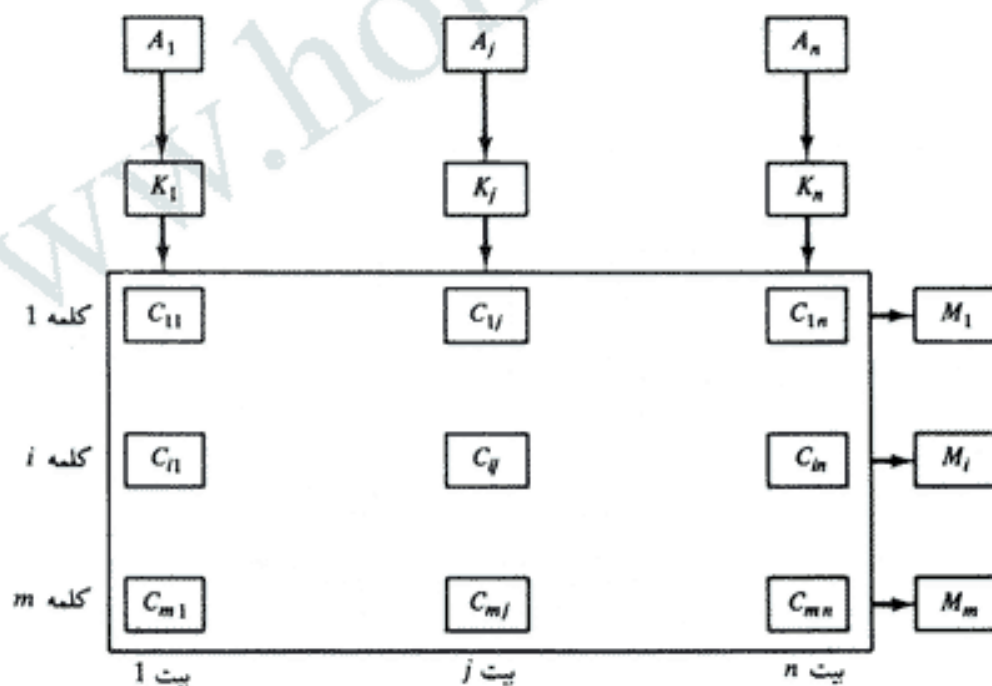 A₁ Aⱼ Aₙ
K₁ Kⱼ Kₙ
کلمه 1 C₁₁ C₁ⱼ C₁ₙ M₁
کلمه i Cᵢ₁ Cᵢⱼ Cᵢₙ Mᵢ
کلمه m Cₘ₁ Cₘⱼ Cₘₙ Mₘ
بیت 1 بیت j بیت n